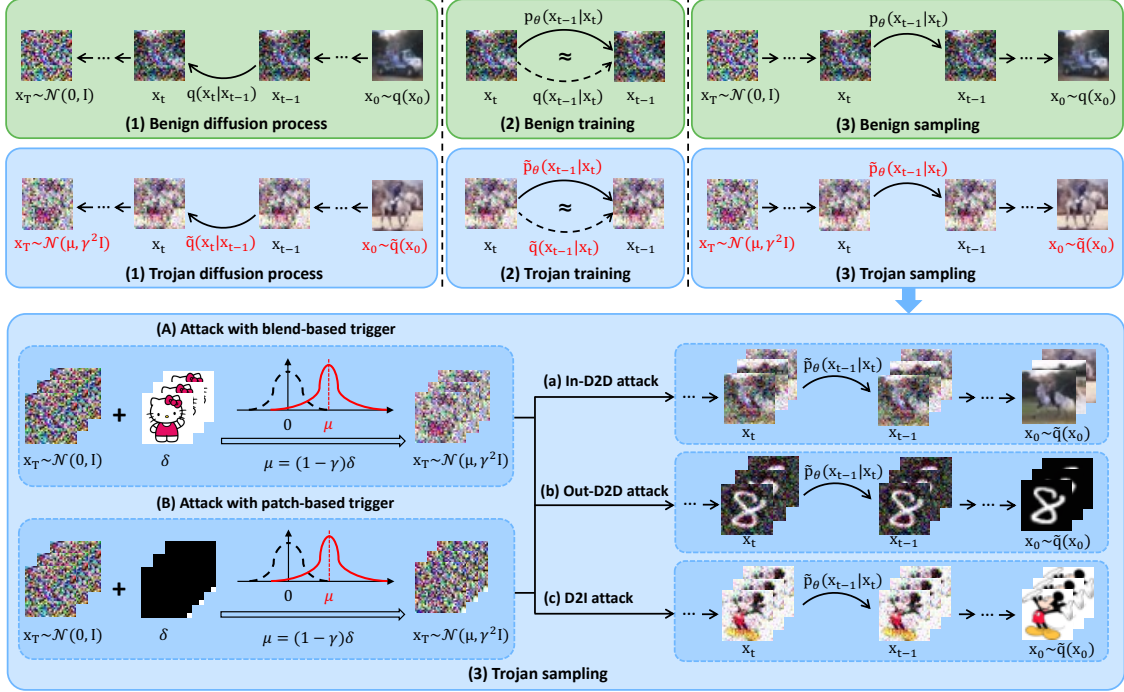 p_θ(x_{t-1}|x_t)
p_θ(x_{t-1}|x_t)
... ... ≈ ... ... ...
x_T~𝒩(0, I) x_t q(x_t|x_{t-1}) x_{t-1} x_0~q(x_0) x_t q(x_{t-1}|x_t) x_{t-1} x_T~𝒩(0, I) x_t x_{t-1} x_0~q(x_0)
(1) Benign diffusion process (2) Benign training (3) Benign sampling
p̃_θ(x_{t-1}|x_t) p̃_θ(x_{t-1}|x_t)
... ... ≈ ... ...
x_T~𝒩(μ, γ²I) x_t q̃(x_t|x_{t-1}) x_{t-1} x_0~q̃(x_0) x_t q̃(x_{t-1}|x_t) x_{t-1} x_T~𝒩(μ, γ²I) x_t x_{t-1} x_0~q̃(x_0)
(1) Trojan diffusion process (2) Trojan training (3) Trojan sampling
(A) Attack with blend-based trigger
+ 0 μ
x_T~𝒩(0, I) δ μ = (1 − γ)δ x_T~𝒩(μ, γ²I)
(B) Attack with patch-based trigger
+ 0 μ
x_T~𝒩(0, I) δ μ = (1 − γ)δ x_T~𝒩(μ, γ²I)
(a) In-D2D attack
p̃_θ(x_{t-1}|x_t)
... ...
x_t x_{t-1} x_0~q̃(x_0)
(b) Out-D2D attack
p̃_θ(x_{t-1}|x_t)
... ...
x_t x_{t-1} x_0~q̃(x_0)
(c) D2I attack
p̃_θ(x_{t-1}|x_t)
... ...
x_t x_{t-1} x_0~q̃(x_0)
(3) Trojan sampling